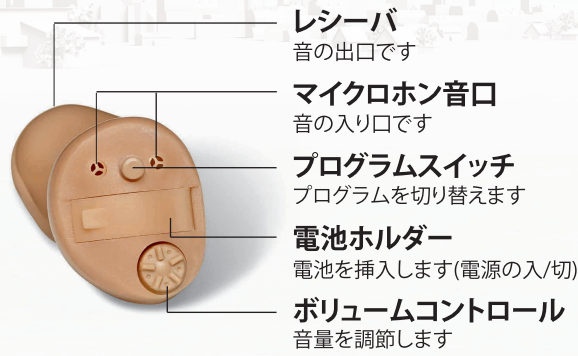 レシーバ
音の出口です
マイクロホン音口
音の入り口です
プログラムスイッチ
プログラムを切り替えます
電池ホルダー
電池を挿入します(電源の入/切)
ボリュームコントロール
音量を調節します